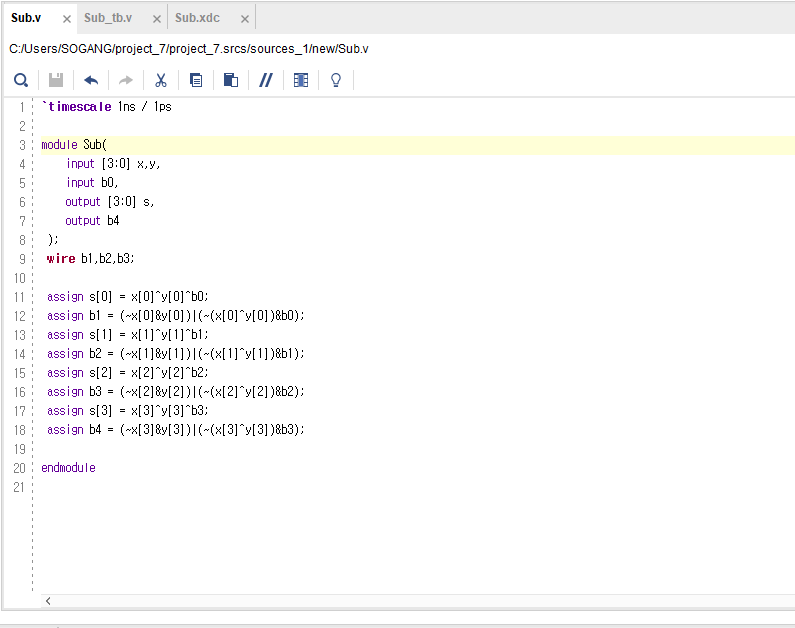 Sub.v × Sub_tb.v × Sub.xdc ×
C:/Users/SOGANG/project_7/project_7.srcs/sources_1/new/Sub.v
1 `timescale 1ns / 1ps
2
3 module Sub(
4 input [3:0] x,y,
5 input b0,
6 output [3:0] s,
7 output b4
8 );
9 wire b1,b2,b3;
10
11 assign s[0] = x[0]^y[0]^b0;
12 assign b1 = (~x[0]&y[0])|(~(x[0]^y[0])&b0);
13 assign s[1] = x[1]^y[1]^b1;
14 assign b2 = (~x[1]&y[1])|(~(x[1]^y[1])&b1);
15 assign s[2] = x[2]^y[2]^b2;
16 assign b3 = (~x[2]&y[2])|(~(x[2]^y[2])&b2);
17 assign s[3] = x[3]^y[3]^b3;
18 assign b4 = (~x[3]&y[3])|(~(x[3]^y[3])&b3);
19
20 endmodule
21